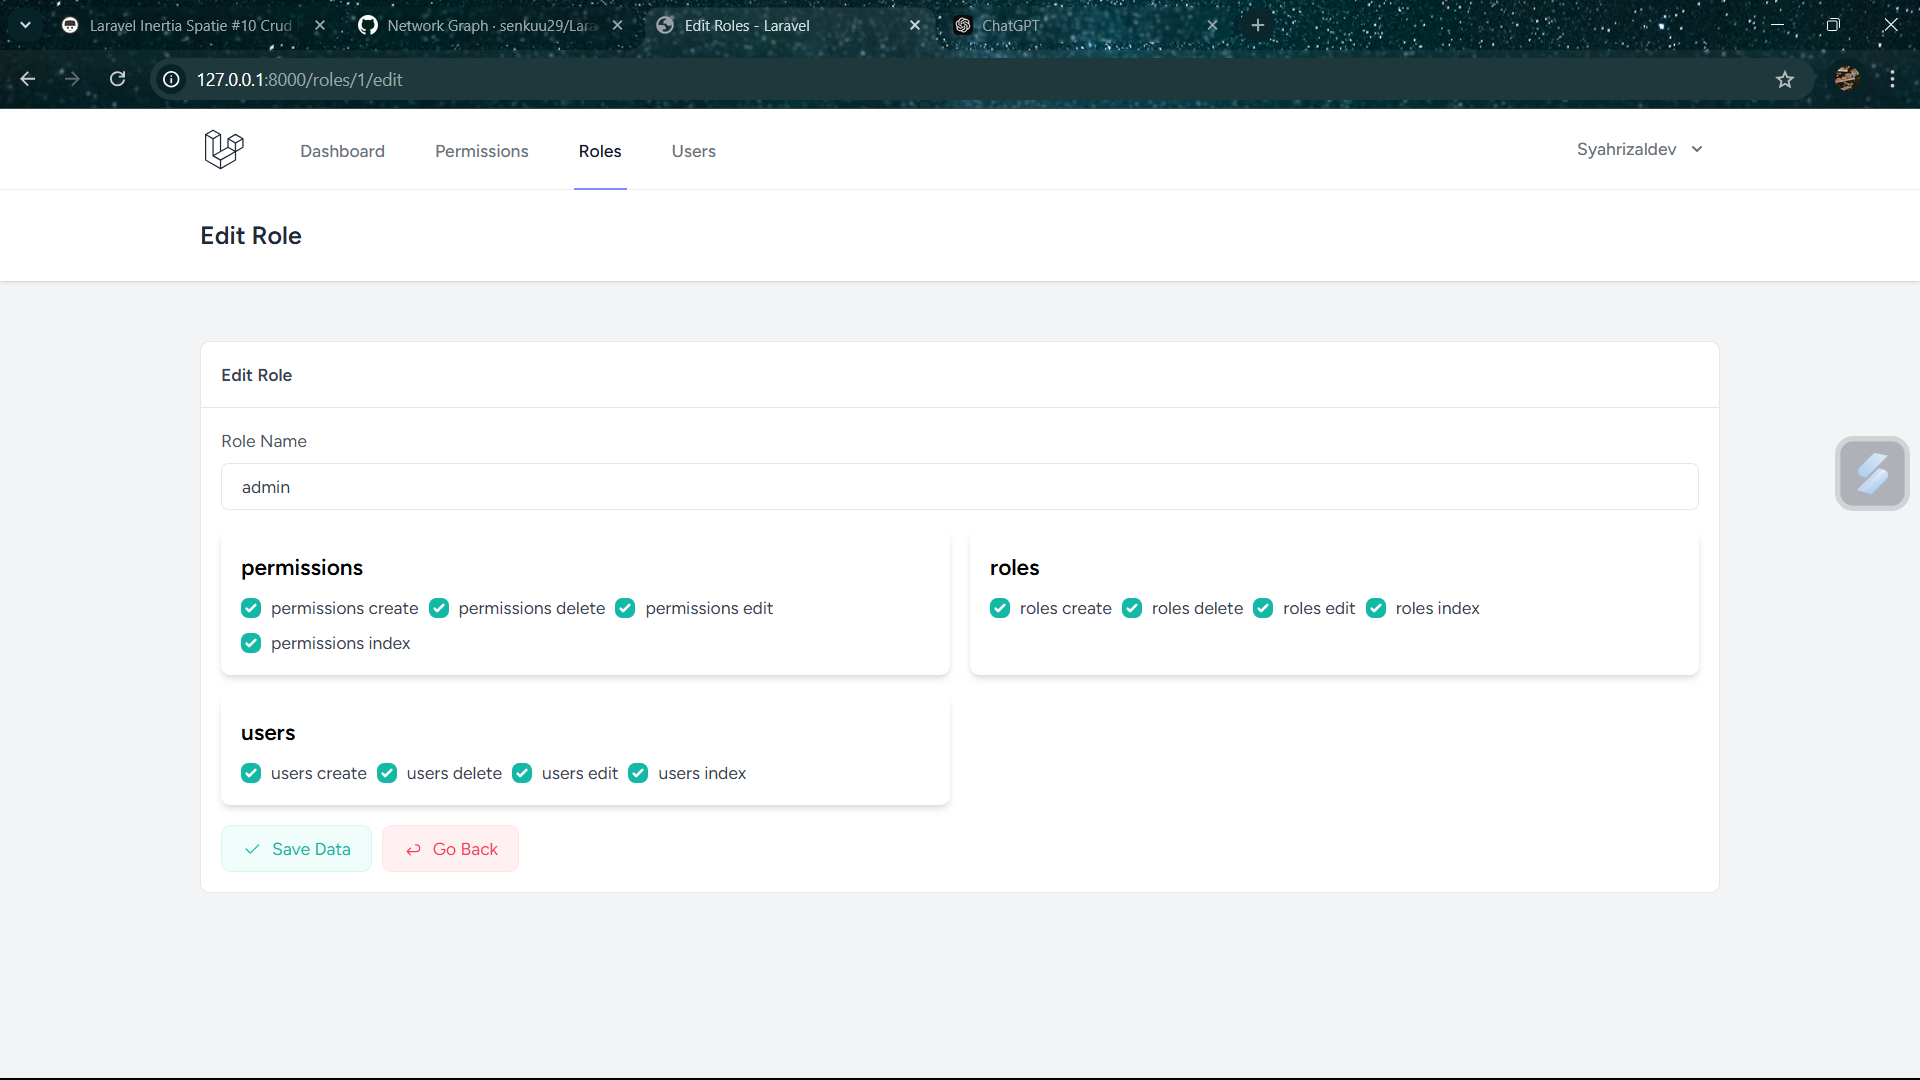 Laravel Inertia Spatie #10 Crud
Network Graph · senkuu29/Lara
Edit Roles - Laravel
ChatGPT
127.0.0.1:8000/roles/1/edit
Dashboard
Permissions
Roles
Users
Syahrizaldev
Edit Role
Edit Role
Role Name
admin
permissions
permissions create permissions delete permissions edit
permissions index
roles
roles create roles delete roles edit roles index
users
users create users delete users edit users index
Save Data
Go Back